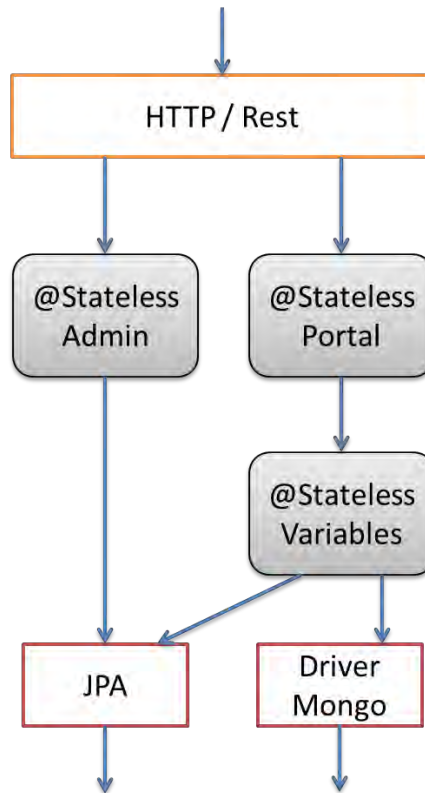 HTTP / Rest
@Stateless
Admin
@Stateless
Portal
@Stateless
Variables
JPA
Driver
Mongo